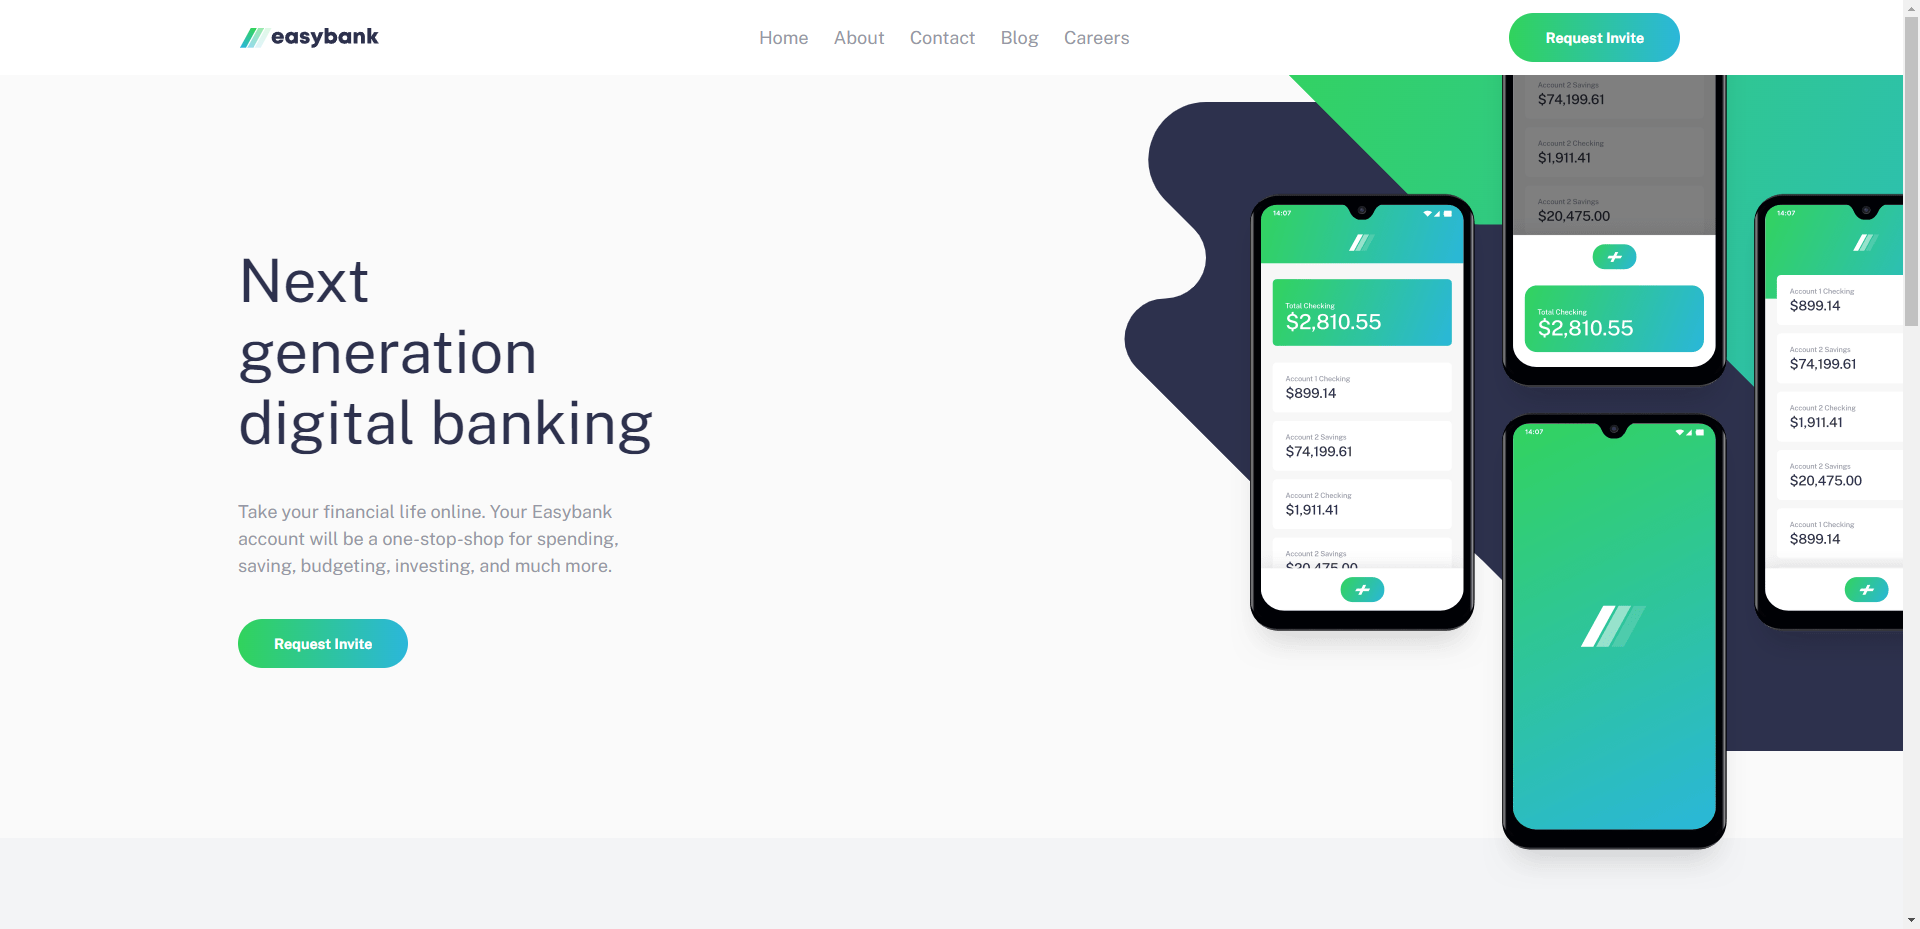 easybank
Home About Contact Blog Careers
Request Invite
Next
generation
digital banking
Take your financial life online. Your Easybank
account will be a one-stop-shop for spending,
saving, budgeting, investing, and much more.
Request Invite
14:07
Total Checking
$2,810.55
Account 1 Checking
$899.14
Account 2 Savings
$74,199.61
Account 2 Checking
$1,911.41
Account 2 Savings
$20,475.00
Account 2 Savings
$74,199.61
Account 2 Checking
$1,911.41
Account 2 Savings
$20,475.00
Total Checking
$2,810.55
14:07
14:07
Account 1 Checking
$899.14
Account 2 Savings
$74,199.61
Account 2 Checking
$1,911.41
Account 2 Savings
$20,475.00
Account 1 Checking
$899.14